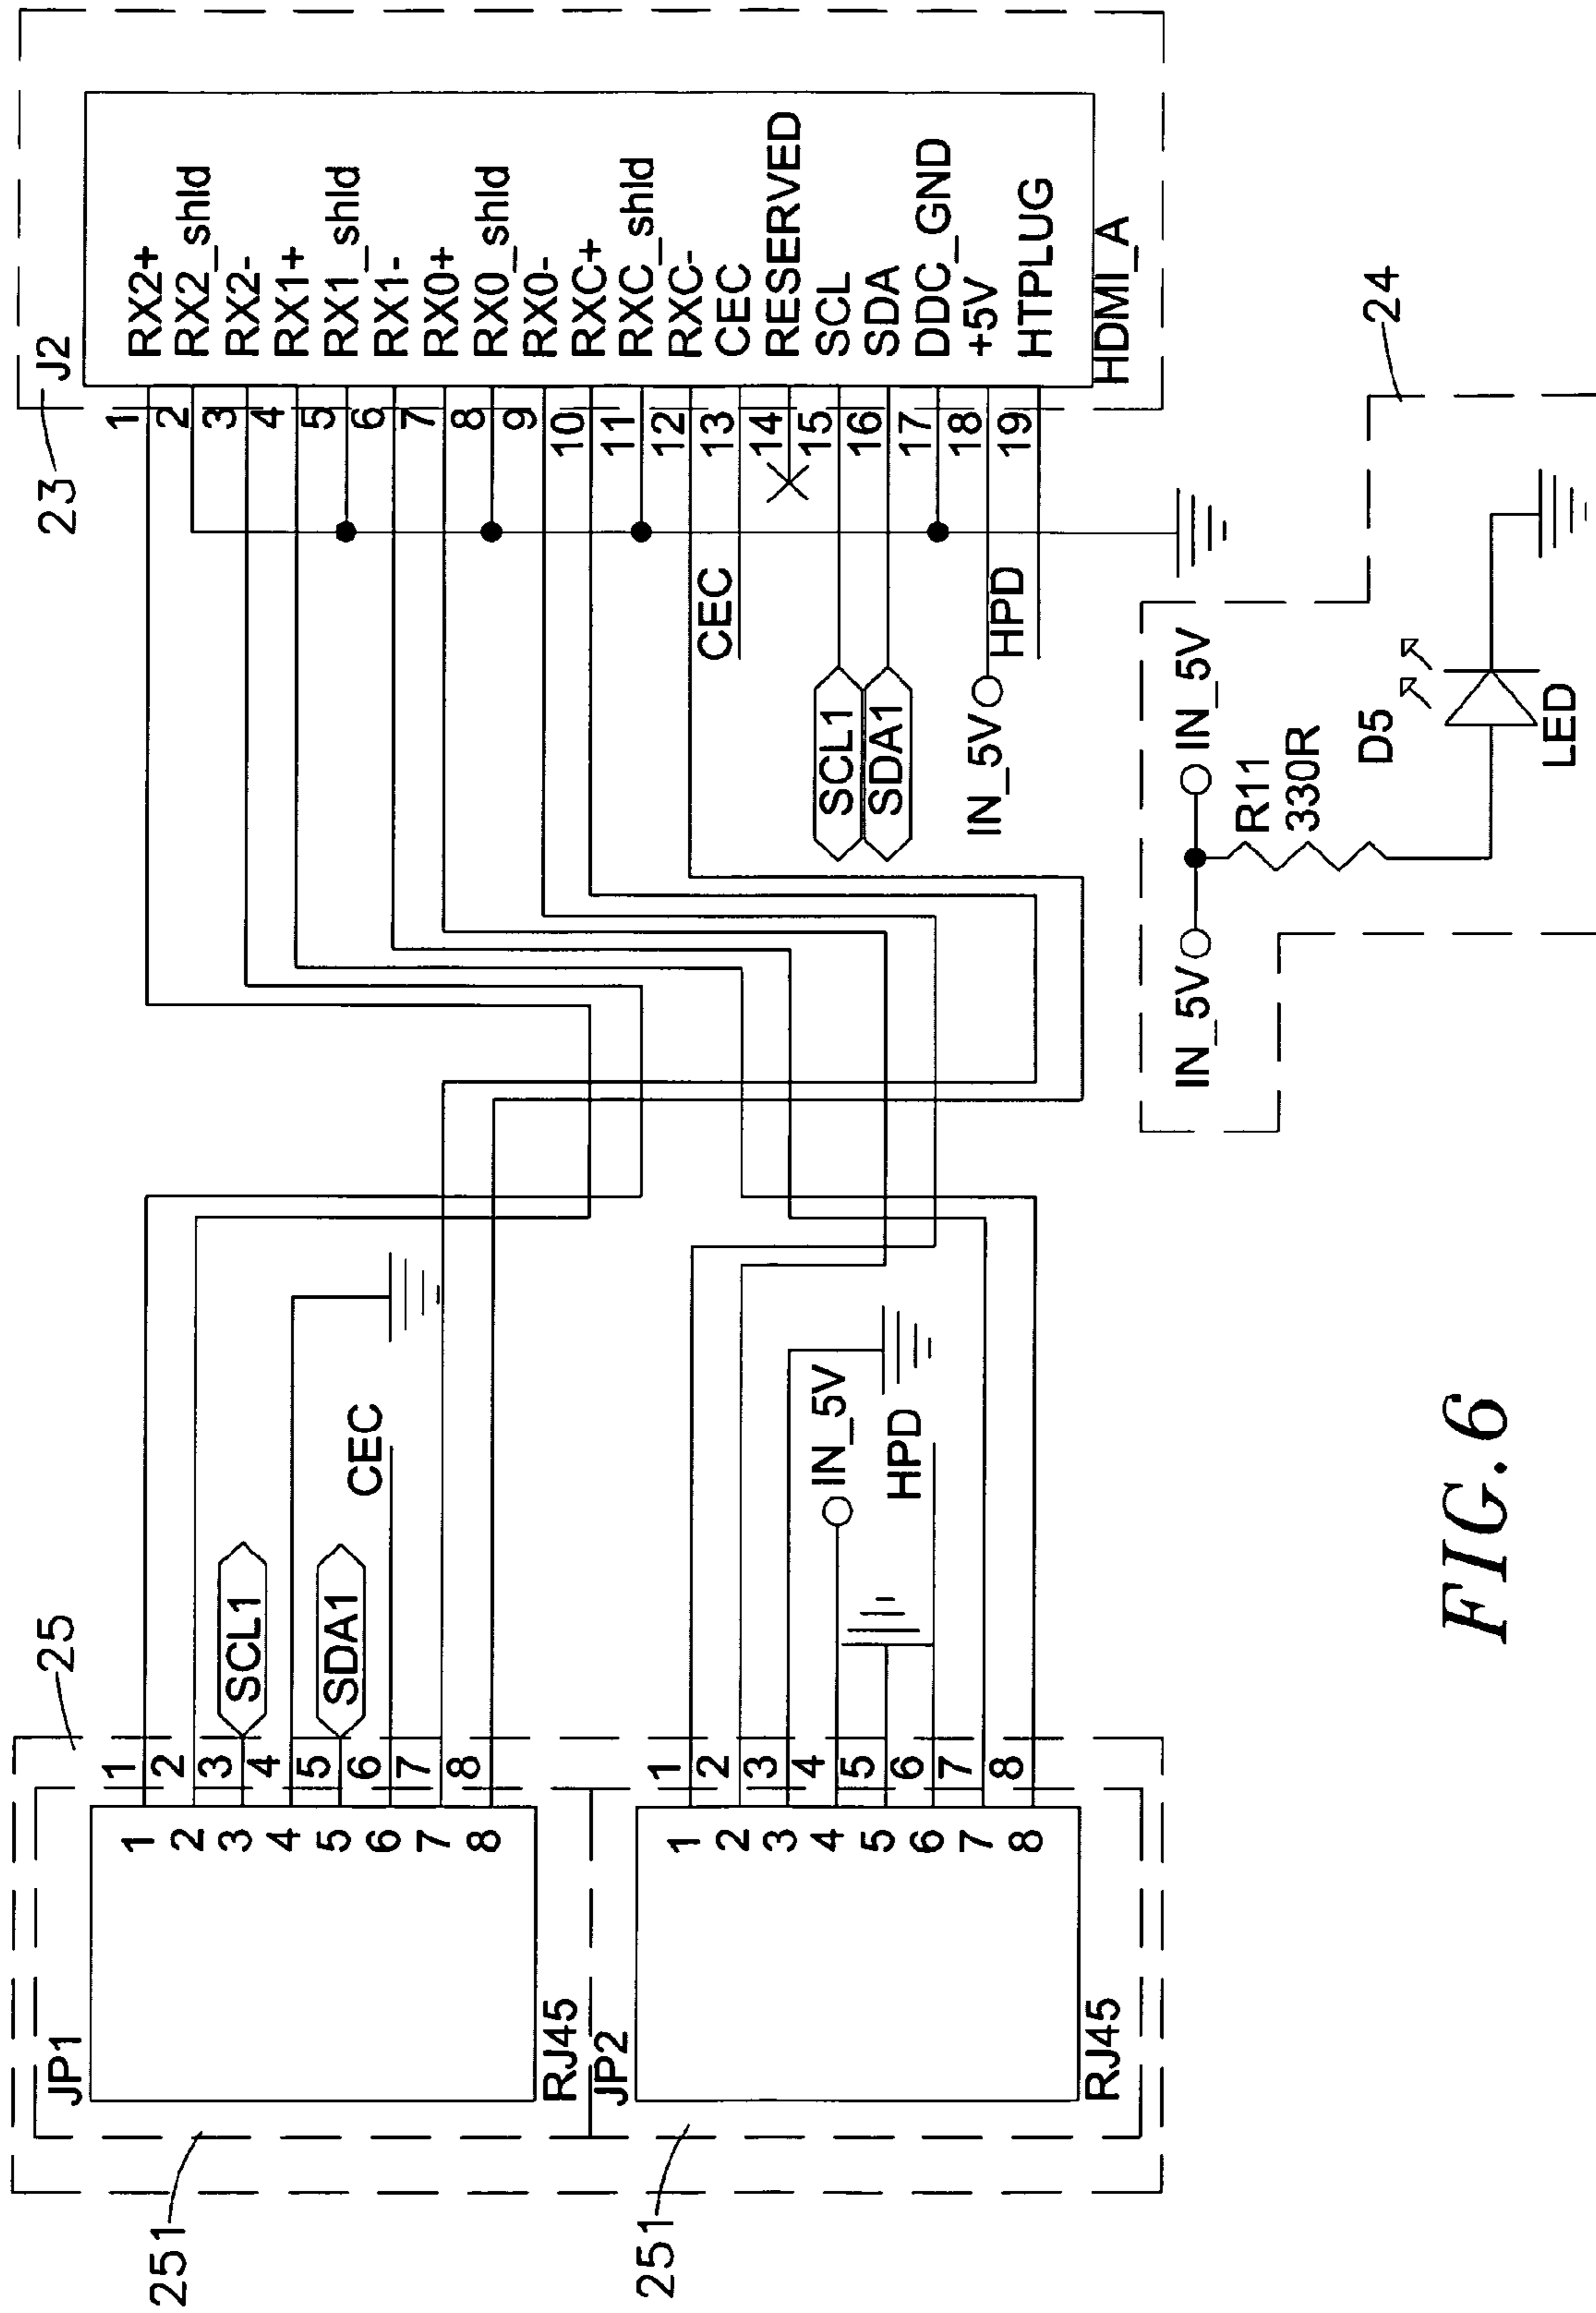 25
251
JP1
1
2
3
4
5
6
7
8
1
2
3
4
5
6
7
8
RJ45
SCL1
SDA1
CEC
251
JP2
1
2
3
4
5
6
7
8
1
2
3
4
5
6
7
8
RJ45
IN_5V
HPD
23
J2
1
2
3
4
5
6
7
8
9
10
11
12
13
14
15
16
17
18
19
RX2+
RX2_shld
RX2-
RX1+
RX1_shld
RX1-
RX0+
RX0_shld
RX0-
RXC+
RXC_shld
RXC-
CEC
RESERVED
SCL
SDA
DDC_GND
+5V
HTPLUG
HDMI_A
CEC
SCL1
SDA1
IN_5V
HPD
24
IN_5V
IN_5V
R11
330R
D5
LED
FIG.6